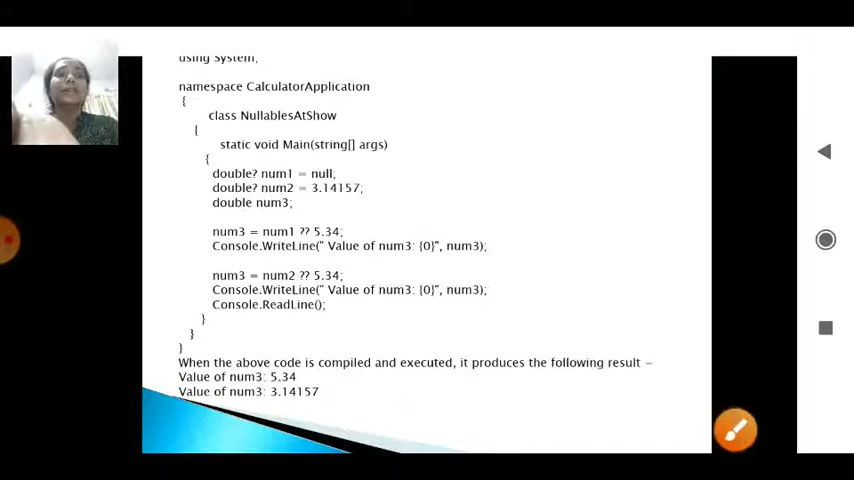 using System;
namespace CalculatorApplication
{
class NullablesAtShow
{
static void Main(string[] args)
{
double? num1 = null;
double? num2 = 3.14157;
double num3;
num3 = num1 ?? 5.34;
Console.WriteLine(" Value of num3: {0}", num3);
num3 = num2 ?? 5.34;
Console.WriteLine(" Value of num3: {0}", num3);
Console.ReadLine();
}
}
}
When the above code is compiled and executed, it produces the following result −
Value of num3: 5.34
Value of num3: 3.14157